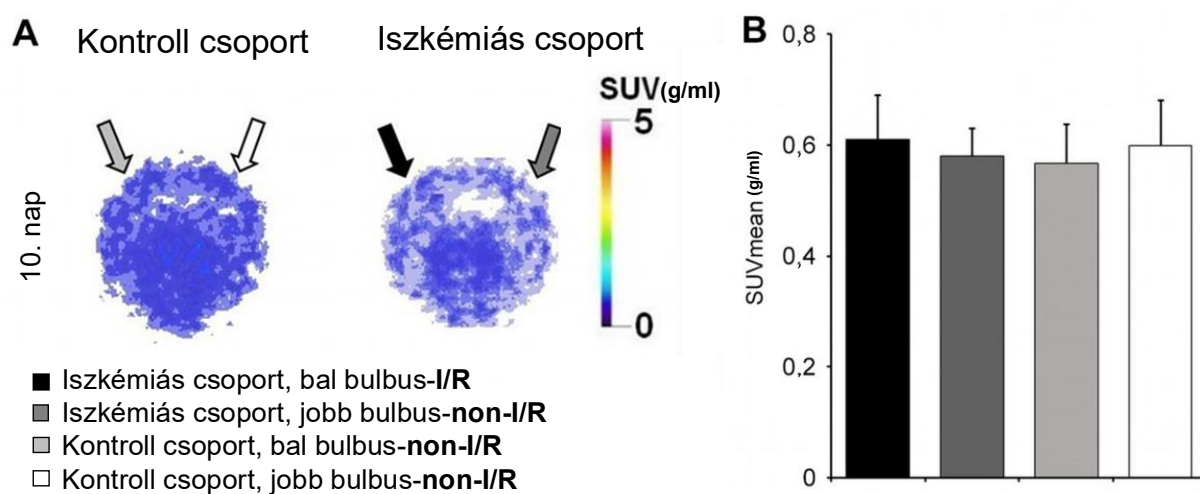 A
Kontroll csoport
Iszkémiás csoport
SUV(g/ml)
5
0
10. nap
Iszkémiás csoport, bal bulbus-I/R
Iszkémiás csoport, jobb bulbus-non-I/R
Kontroll csoport, bal bulbus-non-I/R
Kontroll csoport, jobb bulbus-non-I/R
B
SUVmean (g/ml)
0,8
0,6
0,4
0,2
0